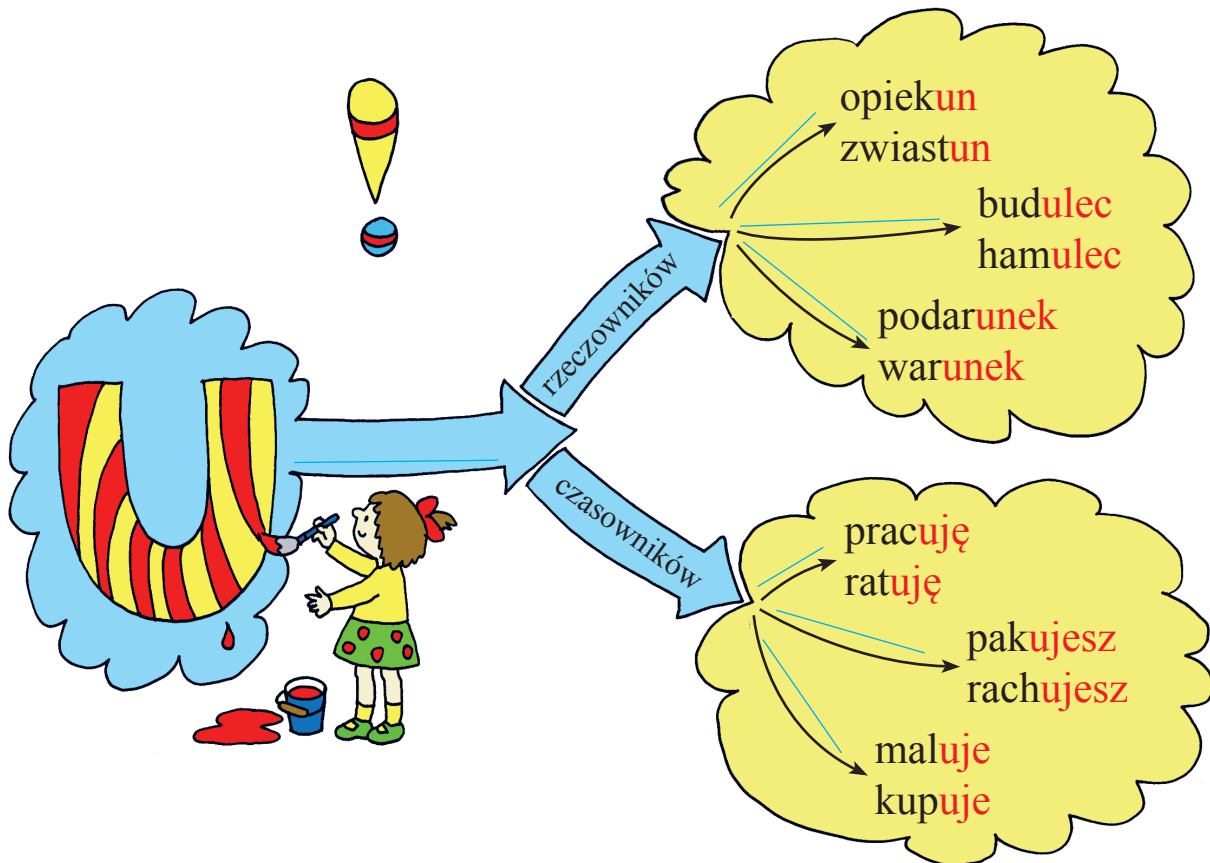 U
rzeczowników
opiekun
zwiastun
budulec
hamulec
podarunek
warunek
czasowników
pracuję
ratuję
pakujesz
rachujesz
maluje
kupuje